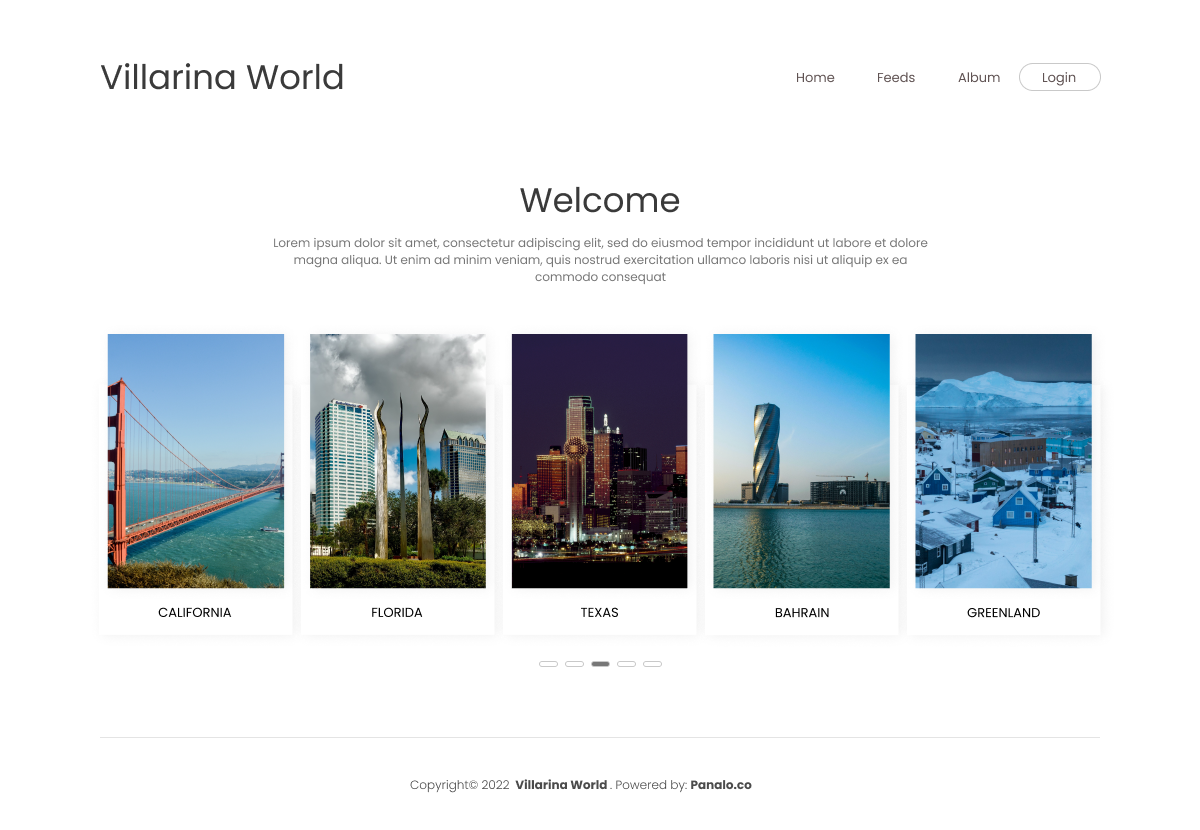 Villarina World
Home Feeds Album Login
Welcome
Lorem ipsum dolor sit amet, consectetur adipiscing elit, sed do eiusmod tempor incididunt ut labore et dolore
magna aliqua. Ut enim ad minim veniam, quis nostrud exercitation ullamco laboris nisi ut aliquip ex ea
commodo consequat
CALIFORNIA FLORIDA TEXAS BAHRAIN GREENLAND
Copyright© 2022 Villarina World . Powered by: Panalo.co